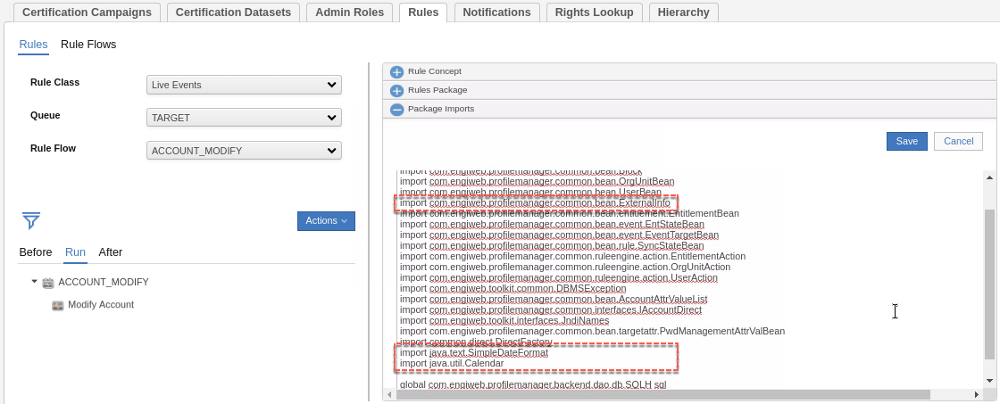 Certification Campaigns
Certification Datasets
Admin Roles
Rules
Notifications
Rights Lookup
Hierarchy
Rules
Rule Flows
Rule Class
Live Events
Queue
TARGET
Rule Flow
ACCOUNT_MODIFY
Actions
Before
Run
After
ACCOUNT_MODIFY
Modify Account
Rule Concept
Rules Package
Package Imports
Save
Cancel
import com.engiweb.profilemanager.common.bean.Block
import com.engiweb.profilemanager.common.bean.OrgUnitBean
import com.engiweb.profilemanager.common.bean.UserBean
import com.engiweb.profilemanager.common.bean.ExternalInfo
import com.engiweb.profilemanager.common.bean.entitlement.EntitlementBean
import com.engiweb.profilemanager.common.bean.event.EntStateBean
import com.engiweb.profilemanager.common.bean.event.EventTargetBean
import com.engiweb.profilemanager.common.bean.rule.SyncStateBean
import com.engiweb.profilemanager.common.ruleengine.action.EntitlementAction
import com.engiweb.profilemanager.common.ruleengine.action.OrgUnitAction
import com.engiweb.profilemanager.common.ruleengine.action.UserAction
import com.engiweb.toolkit.common.DBMSException
import com.engiweb.profilemanager.common.bean.AccountAttrValueList
import com.engiweb.profilemanager.common.interfaces.IAccountDirect
import com.engiweb.toolkit.interfaces.JndiNames
import com.engiweb.profilemanager.common.bean.targetattr.PwdManagementAttrValBean
import common.direct.DirectFactory
import java.text.SimpleDateFormat
import java.util.Calendar
global com.engiweb.profilemanager.backend.dao.db.SQLH sql